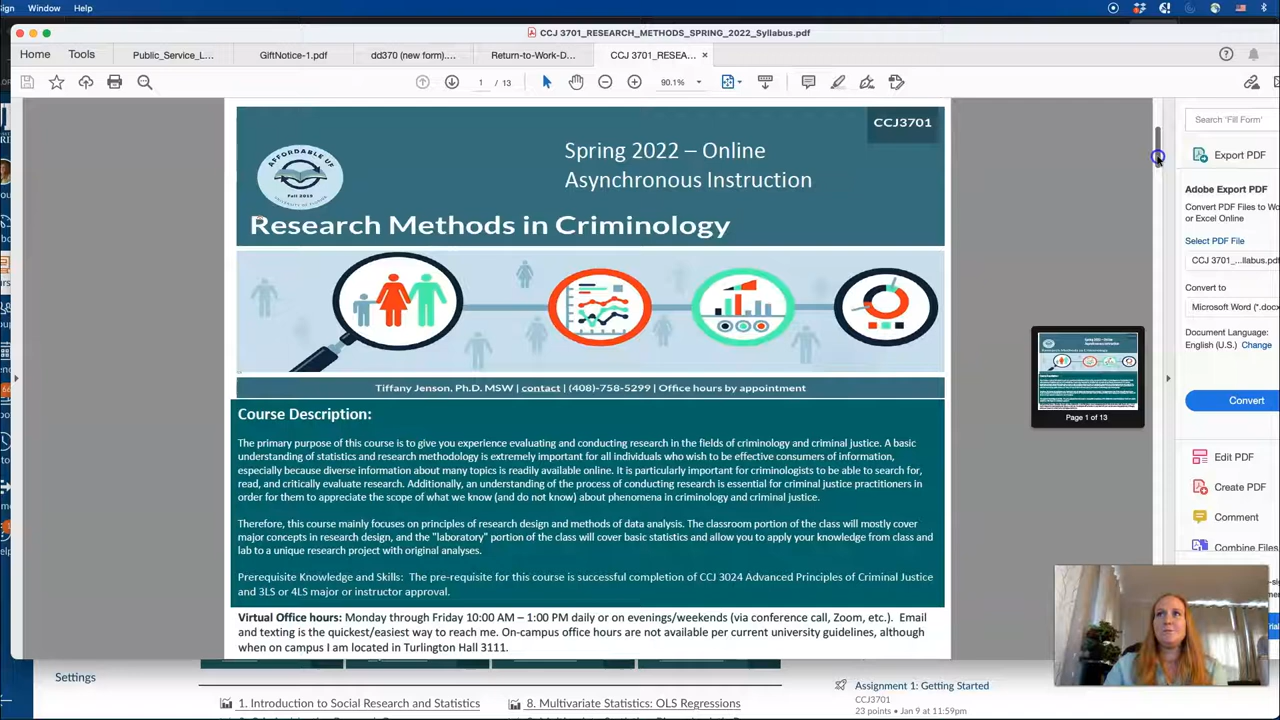 sign Window Help
CCJ 3701_RESEARCH_METHODS_SPRING_2022_Syllabus.pdf
Home Tools Public_Service_L... GiftNotice-1.pdf dd370 (new form).... Return-to-Work-D... CCJ 3701_RESEA... ×
1 / 13 90.1%
CCJ3701
Spring 2022 – Online
Asynchronous Instruction
AFFORDABLE UF
Fall 2019
UNIVERSITY OF FLORIDA
Research Methods in Criminology
Tiffany Jenson, Ph.D. MSW | contact | (408)-758-5299 | Office hours by appointment
Course Description:
The primary purpose of this course is to give you experience evaluating and conducting research in the fields of criminology and criminal justice. A basic
understanding of statistics and research methodology is extremely important for all individuals who wish to be effective consumers of information,
especially because diverse information about many topics is readily available online. It is particularly important for criminologists to be able to search for,
read, and critically evaluate research. Additionally, an understanding of the process of conducting research is essential for criminal justice practitioners in
order for them to appreciate the scope of what we know (and do not know) about phenomena in criminology and criminal justice.
Therefore, this course mainly focuses on principles of research design and methods of data analysis. The classroom portion of the class will mostly cover
major concepts in research design, and the "laboratory" portion of the class will cover basic statistics and allow you to apply your knowledge from class and
lab to a unique research project with original analyses.
Prerequisite Knowledge and Skills: The pre-requisite for this course is successful completion of CCJ 3024 Advanced Principles of Criminal Justice
and 3LS or 4LS major or instructor approval.
Virtual Office hours: Monday through Friday 10:00 AM – 1:00 PM daily or on evenings/weekends (via conference call, Zoom, etc.). Email
and texting is the quickest/easiest way to reach me. On-campus office hours are not available per current university guidelines, although
when on campus I am located in Turlington Hall 3111.
Page 1 of 13
Search 'Fill Form'
Export PDF
Adobe Export PDF
Convert PDF Files to Wo
or Excel Online
Select PDF File
CCJ 3701_...llabus.pdf
Convert to
Microsoft Word (*.docx
Document Language:
English (U.S.) Change
Convert
Edit PDF
Create PDF
Comment
Combine Files
Settings
1. Introduction to Social Research and Statistics
8. Multivariate Statistics: OLS Regressions
Assignment 1: Getting Started
CCJ3701
23 points • Jan 9 at 11:59pm